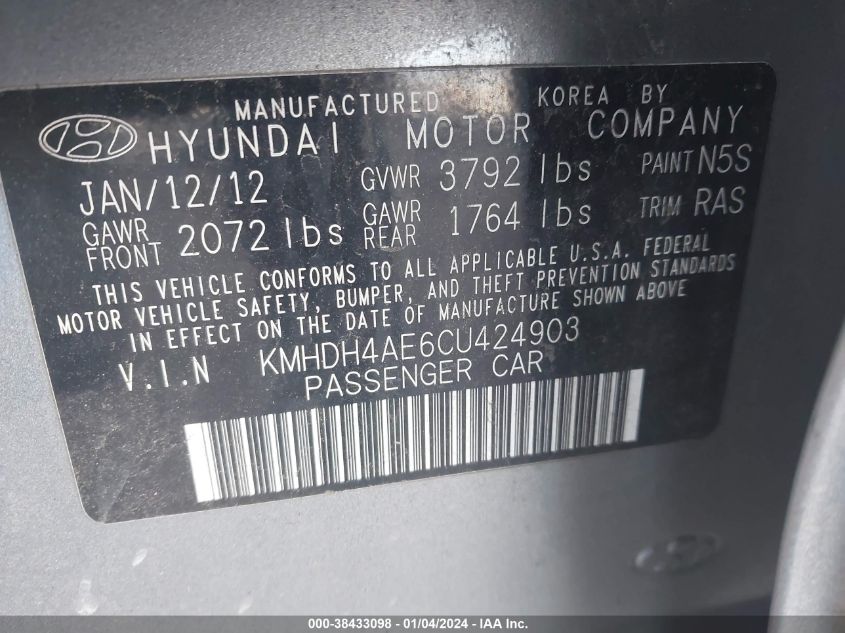 MANUFACTURED KOREA BY
HYUNDAI MOTOR COMPANY
JAN/12/12 GVWR 3792 lbs PAINT N5S
GAWR FRONT 2072 lbs GAWR REAR 1764 lbs TRIM RAS
THIS VEHICLE CONFORMS TO ALL APPLICABLE U.S.A. FEDERAL
MOTOR VEHICLE SAFETY, BUMPER, AND THEFT PREVENTION STANDARDS
IN EFFECT ON THE DATE OF MANUFACTURE SHOWN ABOVE
V.I.N KMHDH4AE6CU424903
PASSENGER CAR
000-38433098 - 01/04/2024 - IAA Inc.